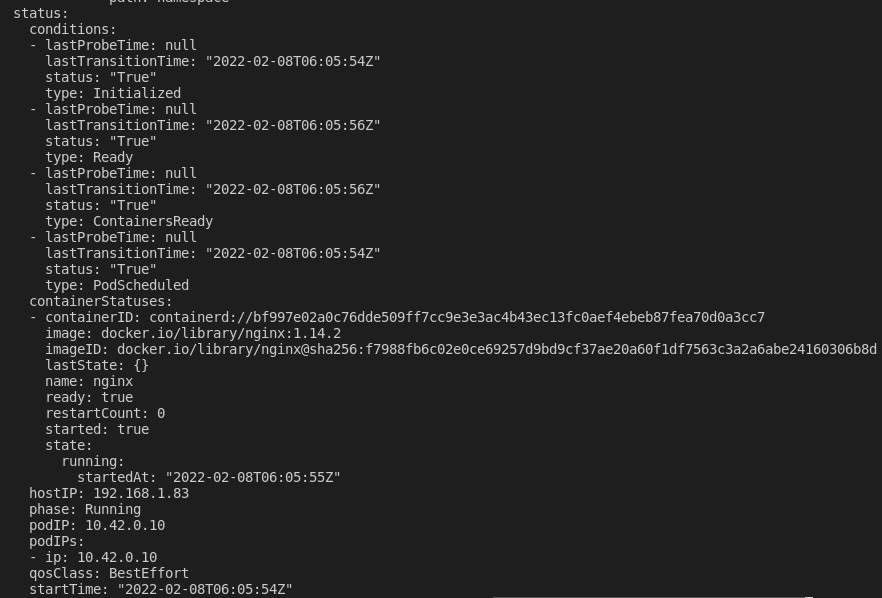 path: namespace
status:
  conditions:
  - lastProbeTime: null
    lastTransitionTime: "2022-02-08T06:05:54Z"
    status: "True"
    type: Initialized
  - lastProbeTime: null
    lastTransitionTime: "2022-02-08T06:05:56Z"
    status: "True"
    type: Ready
  - lastProbeTime: null
    lastTransitionTime: "2022-02-08T06:05:56Z"
    status: "True"
    type: ContainersReady
  - lastProbeTime: null
    lastTransitionTime: "2022-02-08T06:05:54Z"
    status: "True"
    type: PodScheduled
  containerStatuses:
  - containerID: containerd://bf997e02a0c76dde509ff7cc9e3e3ac4b43ec13fc0aef4ebeb87fea70d0a3cc7
    image: docker.io/library/nginx:1.14.2
    imageID: docker.io/library/nginx@sha256:f7988fb6c02e0ce69257d9bd9cf37ae20a60f1df7563c3a2a6abe24160306b8d
    lastState: {}
    name: nginx
    ready: true
    restartCount: 0
    started: true
    state:
      running:
        startedAt: "2022-02-08T06:05:55Z"
  hostIP: 192.168.1.83
  phase: Running
  podIP: 10.42.0.10
  podIPs:
  - ip: 10.42.0.10
  qosClass: BestEffort
  startTime: "2022-02-08T06:05:54Z"